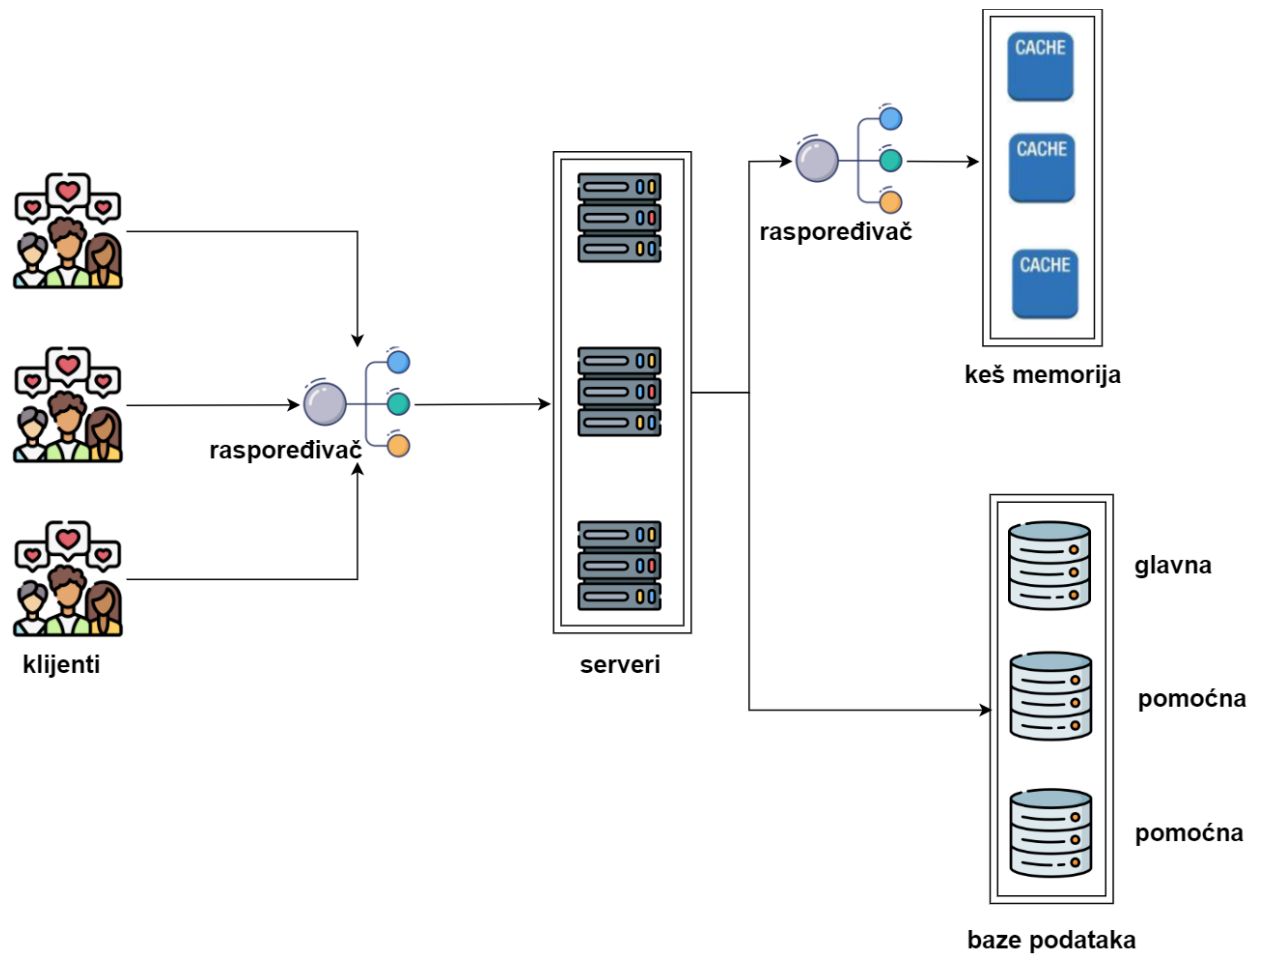 CACHE
CACHE
CACHE
raspoređivač
keš memorija
raspoređivač
klijenti
serveri
glavna
pomoćna
pomoćna
baze podataka